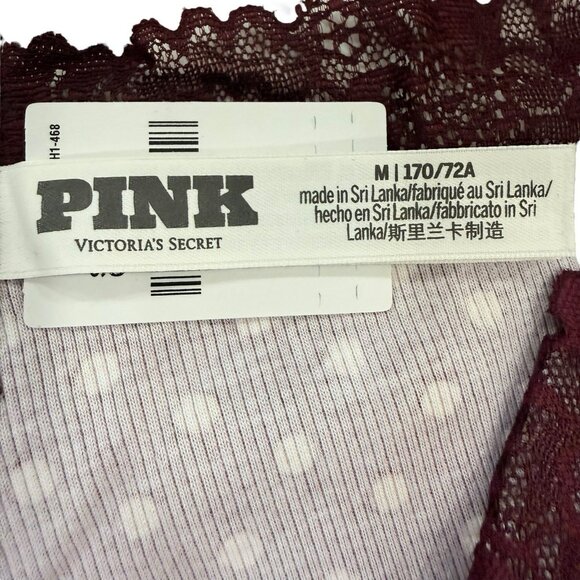 H1-468
PINK
VICTORIA'S SECRET
M | 170/72A
made in Sri Lanka/fabriqué au Sri Lanka/
hecho en Sri Lanka/fabbricato in Sri
Lanka/斯里兰卡制造